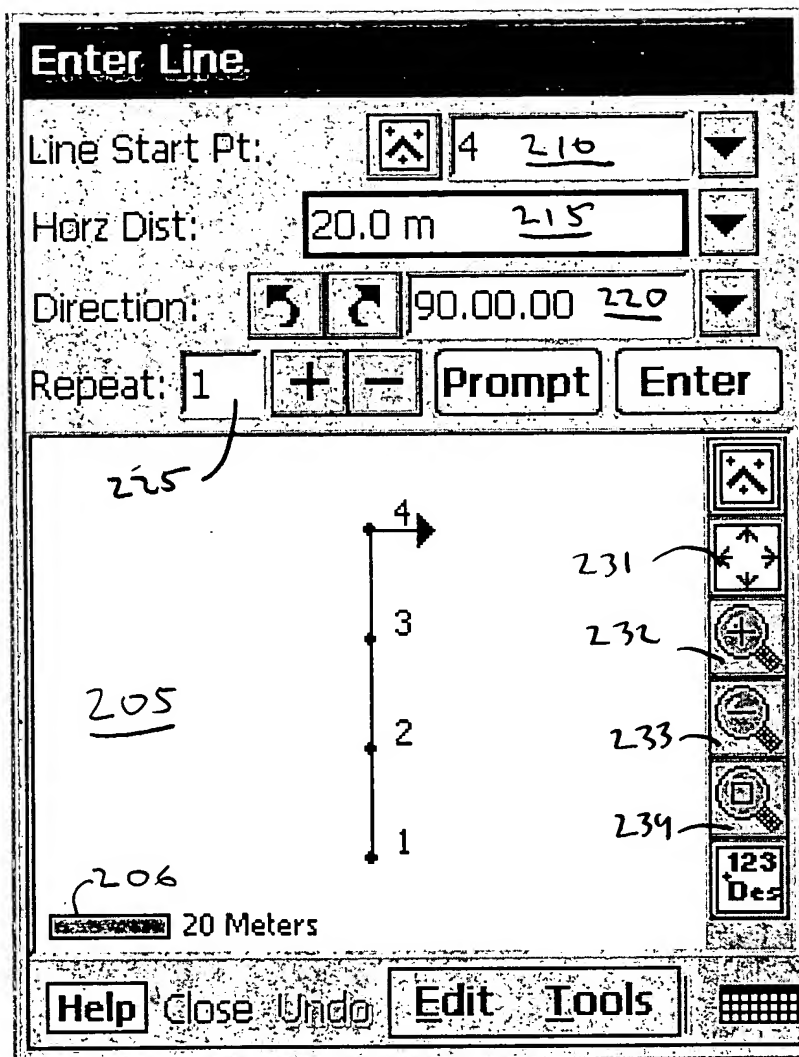 Enter Line
Line Start Pt: 4 210
Horz Dist: 20.0 m 215
Direction: 90.00.00 220
Repeat: 1 + - Prompt Enter
225
4
231
3
232
205
2
233
234
1
123
Des
206
20 Meters
Help Close Undo Edit Tools